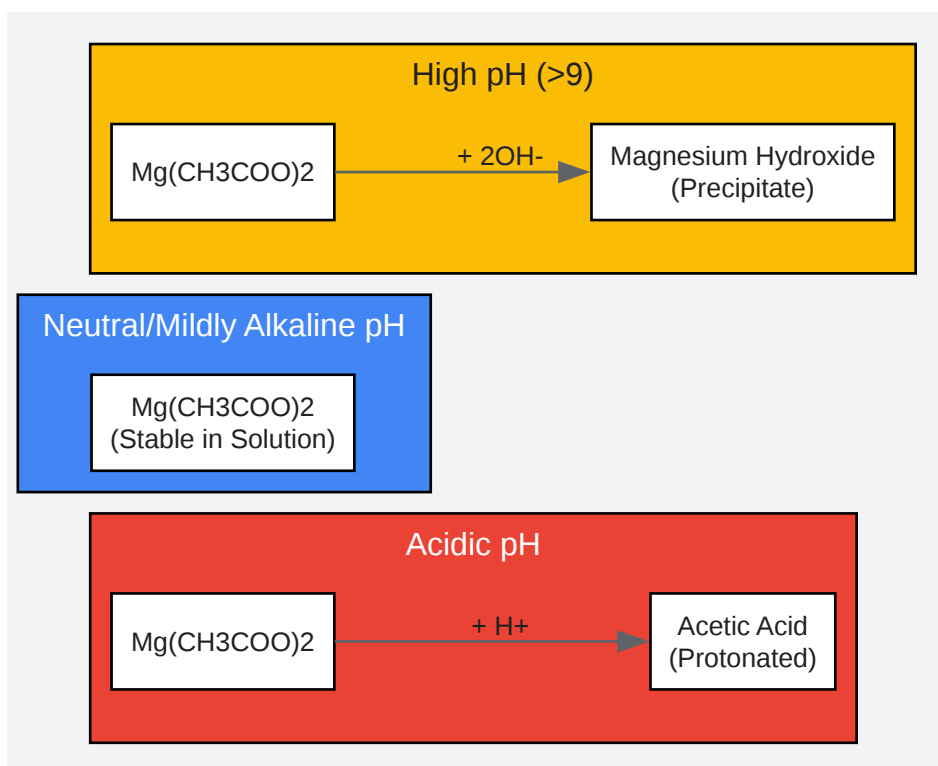 High pH (>9)
Mg(CH3COO)2
+ 2OH-
Magnesium Hydroxide
(Precipitate)
Neutral/Mildly Alkaline pH
Mg(CH3COO)2
(Stable in Solution)
Acidic pH
Mg(CH3COO)2
+ H+
Acetic Acid
(Protonated)